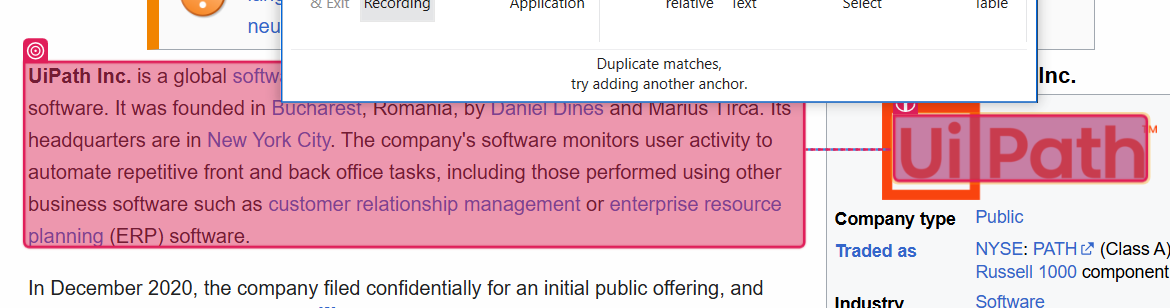 lang
neu
& Exit Recording Application relative Text Select Table
Duplicate matches,
try adding another anchor.
UiPath Inc. is a global softw
software. It was founded in Bucharest, Romania, by Daniel Dines and Marius Tîrcă. Its
headquarters are in New York City. The company's software monitors user activity to
automate repetitive front and back office tasks, including those performed using other
business software such as customer relationship management or enterprise resource
planning (ERP) software.
In December 2020, the company filed confidentially for an initial public offering, and
Inc.
UiPath™
Company type Public
Traded as NYSE: PATH (Class A)
Russell 1000 component
Industry Software